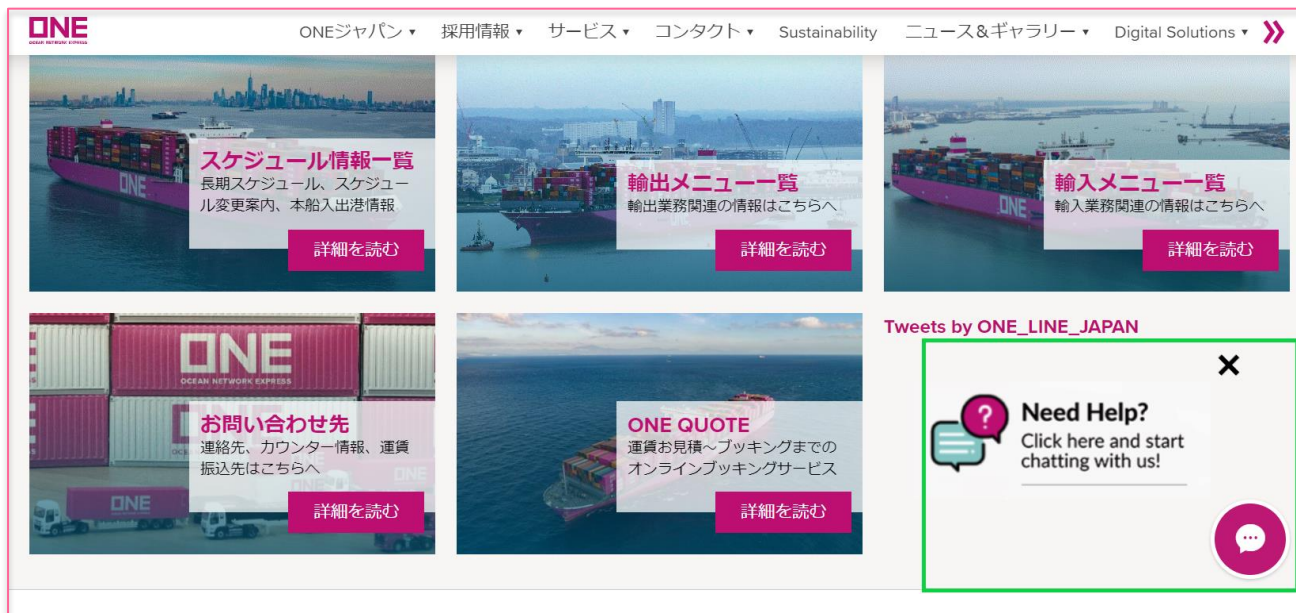 ONE
OCEAN NETWORK EXPRESS
ONEジャパン ▾ 採用情報 ▾ サービス ▾ コンタクト ▾ Sustainability ニュース&ギャラリー ▾ Digital Solutions ▾
スケジュール情報一覧
長期スケジュール、スケジュー
ル変更案内、本船入出港情報
詳細を読む
ONE
輸出メニュー一覧
輸出業務関連の情報はこちらへ
詳細を読む
輸入メニュー一覧
輸入業務関連の情報はこちらへ
詳細を読む
ONE
ONE
OCEAN NETWORK EXPRESS
お問い合わせ先
連絡先、カウンター情報、運賃
振込先はこちらへ
詳細を読む
ONE
ONE QUOTE
運賃お見積～ブッキングまでの
オンラインブッキングサービス
詳細を読む
Tweets by ONE_LINE_JAPAN
Need Help?
Click here and start
chatting with us!